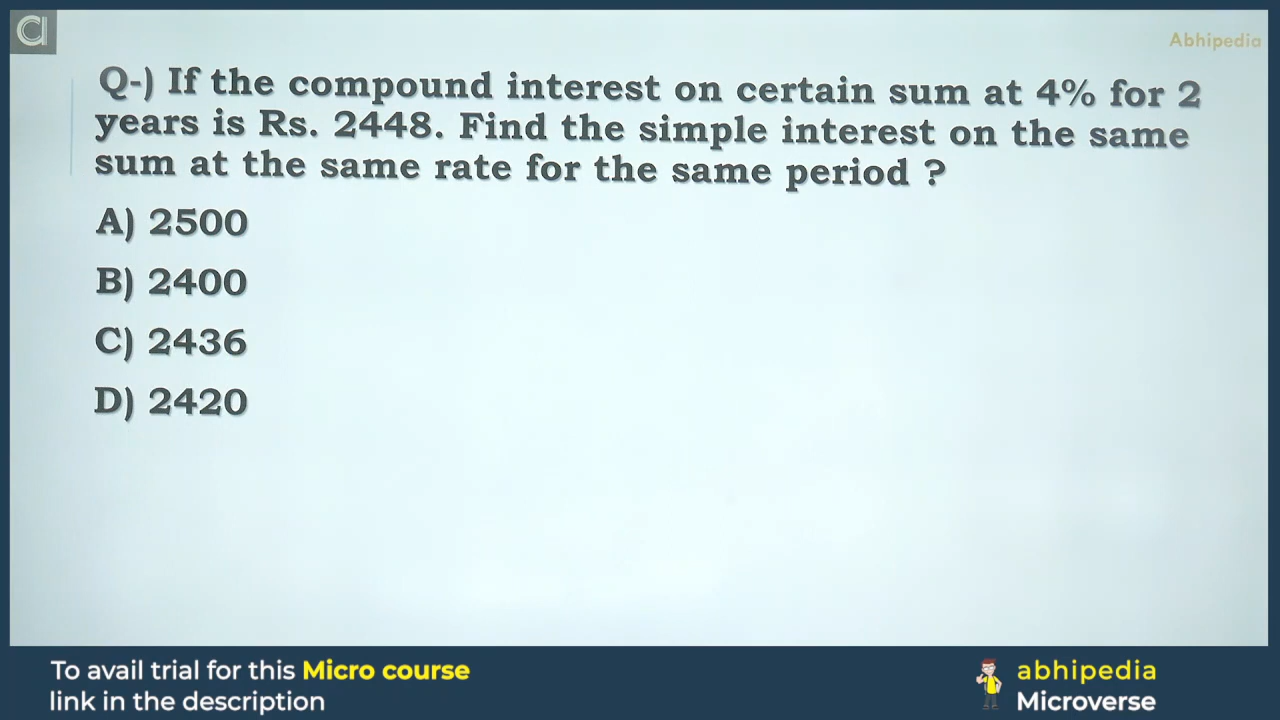 Abhipedia
Q-) If the compound interest on certain sum at 4% for 2
years is Rs. 2448. Find the simple interest on the same
sum at the same rate for the same period ?
A) 2500
B) 2400
C) 2436
D) 2420
To avail trial for this Micro course
link in the description
abhipedia
Microverse